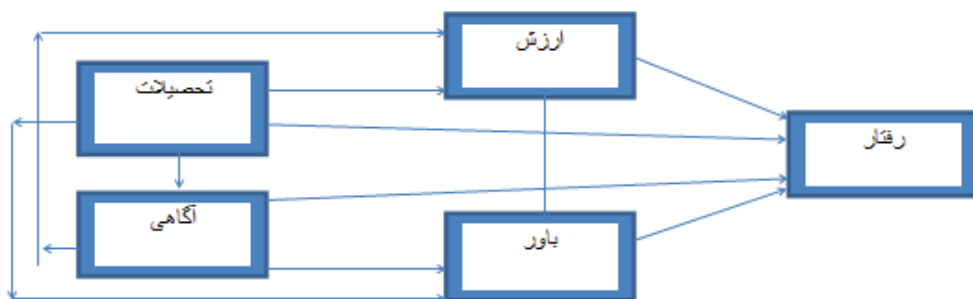 ارزش
تحصیلات
رفتار
آگاهی
باور